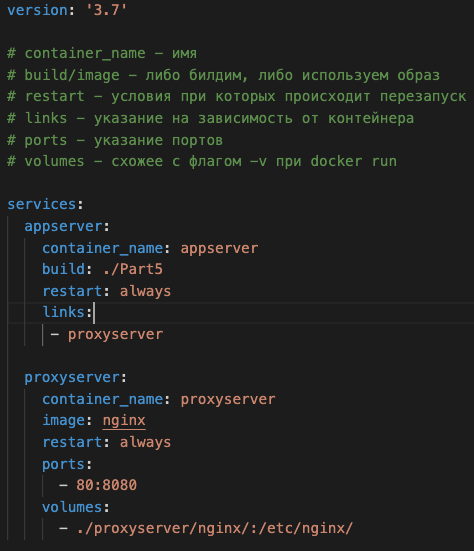 version: '3.7'
# container_name - имя
# build/image - либо билдим, либо используем образ
# restart - условия при которых происходит перезапуск
# links - указание на зависимость от контейнера
# ports - указание портов
# volumes - схожее с флагом -v при docker run
services:
  appserver:
    container_name: appserver
    build: ./Part5
    restart: always
    links:
     - proxyserver
  proxyserver:
    container_name: proxyserver
    image: nginx
    restart: always
    ports:
      - 80:8080
    volumes:
      - ./proxyserver/nginx/:/etc/nginx/